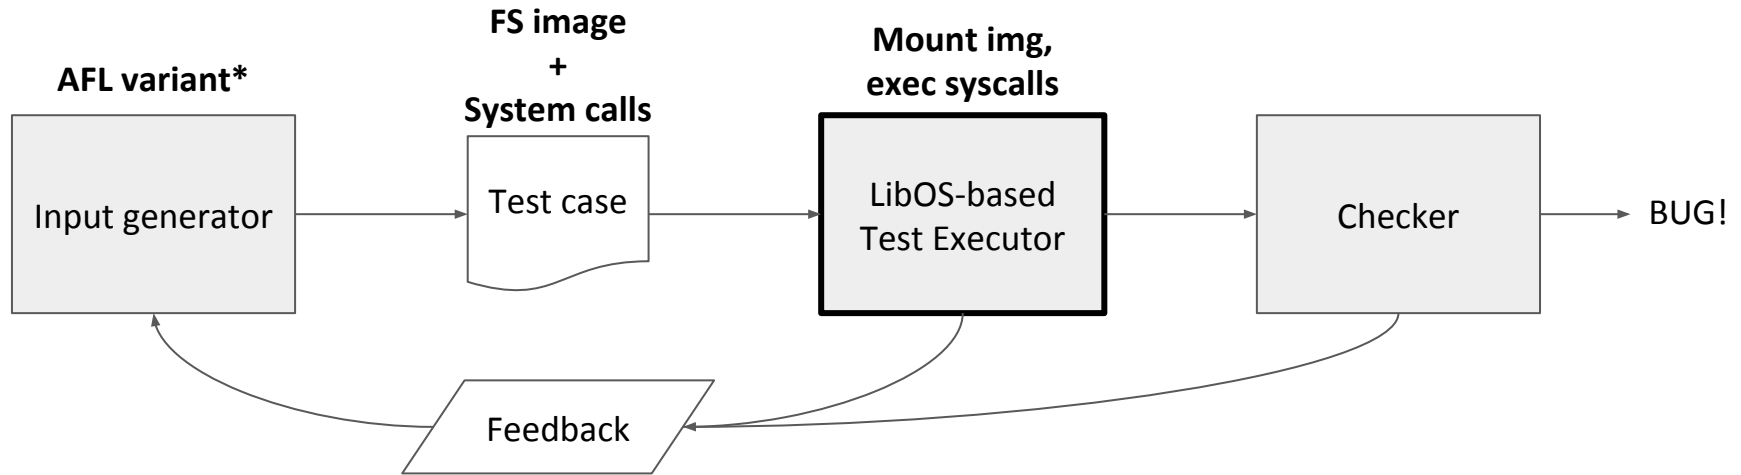 AFL variant*
Input generator
FS image
+
System calls
Test case
Mount img,
exec syscalls
LibOS-based
Test Executor
Checker
BUG!
Feedback